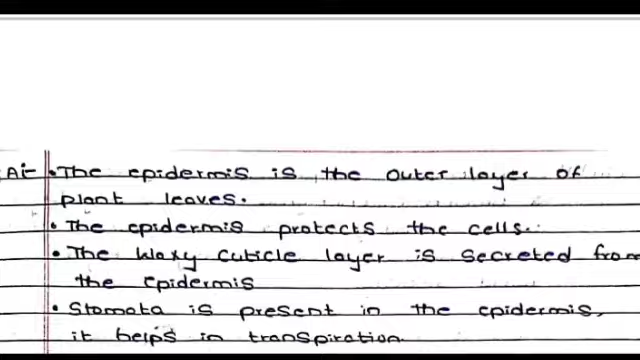 Ai- • The epidermis is the outer layer of
plant leaves.
• The epidermis protects the cells.
• The Waxy cuticle layer is secreted from
the epidermis
• Stomata is present in the epidermis,
it helps in transpiration.